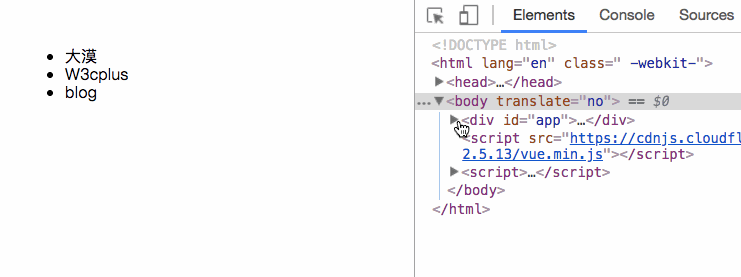 大漠
W3cplus
blog
Elements
Console
Sources
<!DOCTYPE html>
<html lang="en" class=" -webkit-">
<head>…</head>
… <body translate="no"> == $0
<div id="app">…</div>
<script src="https://cdnjs.cloudfl
2.5.13/vue.min.js"></script>
<script>…</script>
</body>
</html>